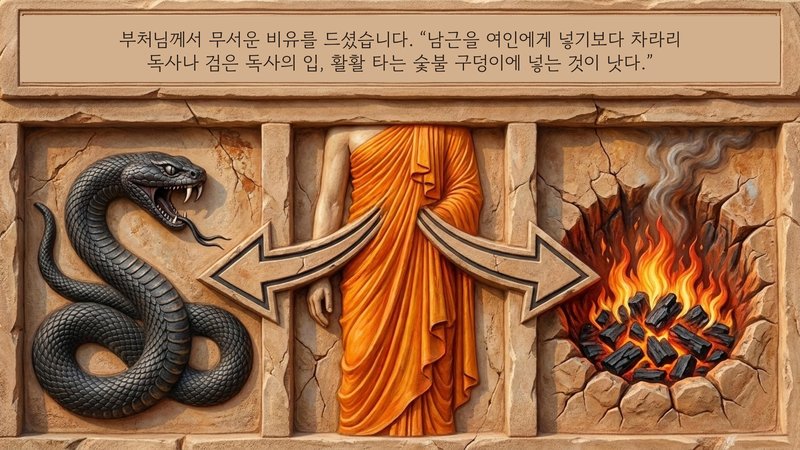 부처님께서 무서운 비유를 드셨습니다. “남근을 여인에게 넣기보다 차라리
독사나 검은 독사의 입, 활활 타는 숯불 구덩이에 넣는 것이 낫다.”